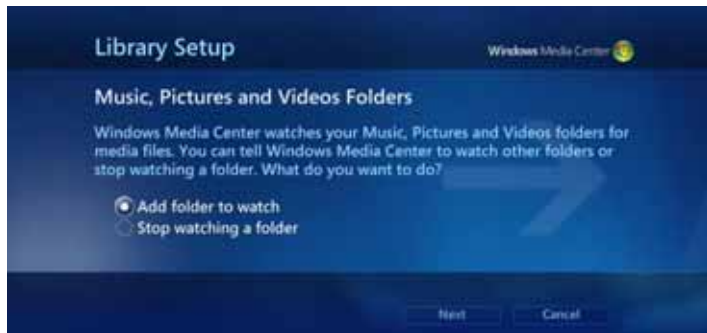 Library Setup
Windows Media Center
Music, Pictures and Videos Folders
Windows Media Center watches your Music, Pictures and Videos folders for
media files. You can tell Windows Media Center to watch other folders or
stop watching a folder. What do you want to do?
Add folder to watch
Stop watching a folder
Next
Cancel